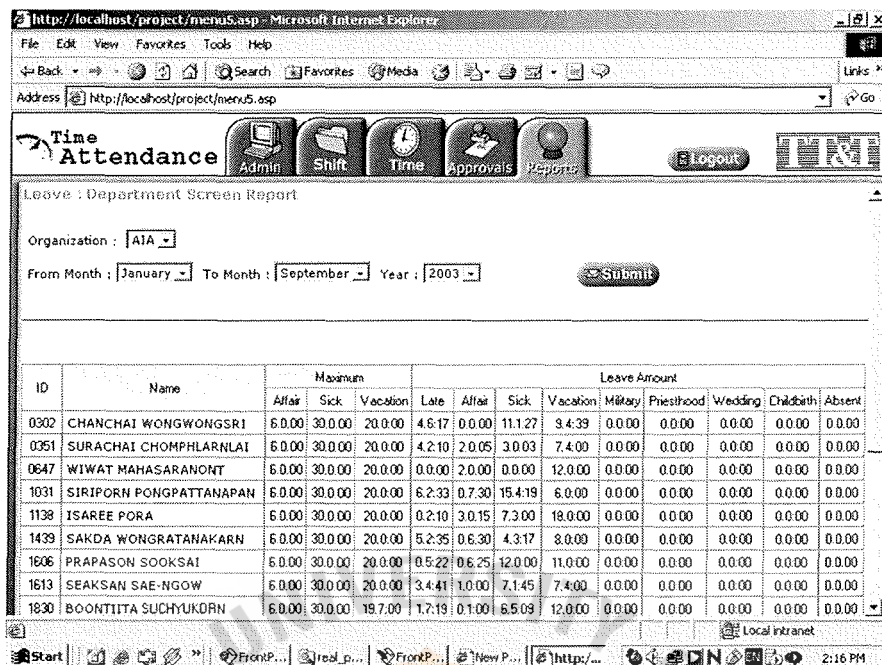 http://localhost/project/menu5.asp - Microsoft Internet Explorer
File Edit View Favorites Tools Help
Back Search Favorites Media Links
Address http://localhost/project/menu5.asp Go
Time
Attendance Admin Shift Time Approvals Reports Logout TT&T
Leave : Department Screen Report
Organization : AIA
From Month : January To Month : September Year : 2003 Submit
ID Name Maximum Leave Amount
Affair Sick Vacation Late Affair Sick Vacation Military Priesthood Wedding Childbirth Absent
0302 CHANCHAI WONGWONGSRI 6.0.00 30.0.00 20.0:00 4.6:17 0.0.00 11.1:27 9.4:39 0.0:00 0.0:00 0.0:00 0.0:00 0.0.00
0351 SURACHAI CHOMPHLARNLAI 6.0.00 30.0.00 20.0:00 4.2:10 2.0:05 3.0:03 7.4:00 0.0:00 0.0:00 0.0:00 0.0:00 0.0.00
0647 WIWAT MAHASARANONT 6.0.00 30.0.00 20.0:00 0.0:00 2.0:00 0.0:00 12.0:00 0.0:00 0.0:00 0.0:00 0.0:00 0.0.00
1031 SIRIPORN PONGPATTANAPAN 6.0.00 30.0.00 20.0:00 6.2:33 0.7:30 15.4:19 6.0:00 0.0:00 0.0:00 0.0:00 0.0:00 0.0.00
1138 ISAREE PORA 6.0.00 30.0.00 20.0:00 0.2:10 3.0:15 7.3:00 18.0:00 0.0:00 0.0:00 0.0:00 0.0:00 0.0.00
1439 SAKDA WONGRATANAKARN 6.0.00 30.0.00 20.0:00 5.2:35 0.6:30 4.3:17 8.0:00 0.0:00 0.0:00 0.0:00 0.0:00 0.0.00
1606 PRAPASON SOOKSAI 6.0.00 30.0.00 20.0:00 0.5:22 0.6:25 12.0:00 11.0:00 0.0:00 0.0:00 0.0:00 0.0:00 0.0.00
1613 SEAKSAN SAE-NGOW 6.0.00 30.0.00 20.0:00 3.4:41 1.0:00 7.1:45 7.4:00 0.0:00 0.0:00 0.0:00 0.0:00 0.0.00
1830 BOONTIITA SUCHYUKORN 6.0.00 30.0.00 19.7:00 1.7:19 0.1:00 6.5:09 12.0:00 0.0:00 0.0:00 0.0:00 0.0:00 0.0.00
UNIVERSITY
Local intranet
Start FrontP... real_p... FrontP... New P... http:/... EN 2:16 PM